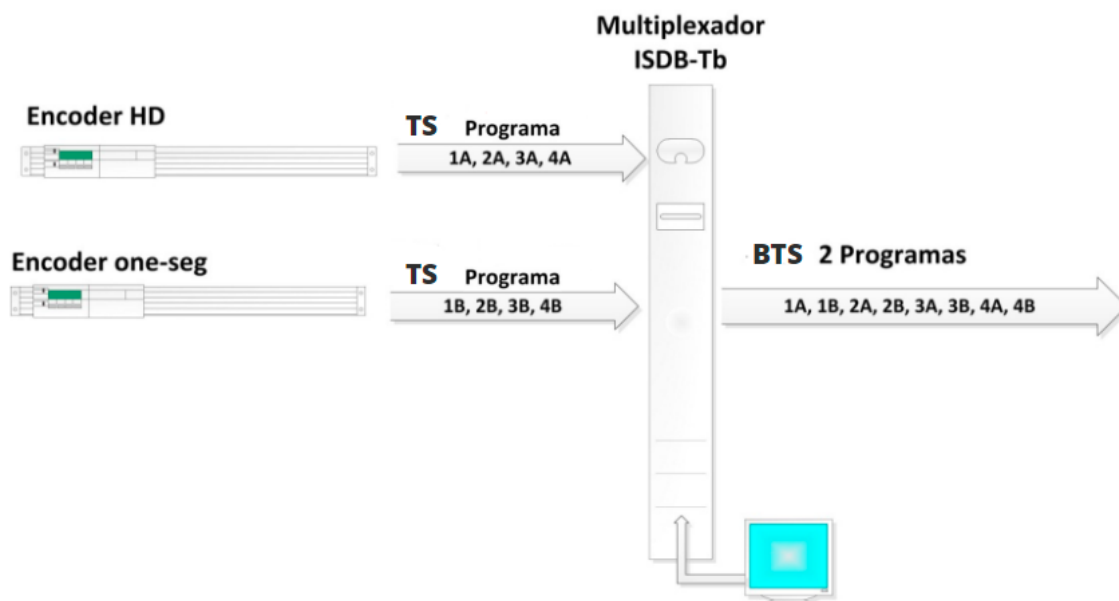 Multiplexador
ISDB-Tb
Encoder HD
TS Programa
1A, 2A, 3A, 4A
Encoder one-seg
TS Programa
1B, 2B, 3B, 4B
BTS 2 Programas
1A, 1B, 2A, 2B, 3A, 3B, 4A, 4B